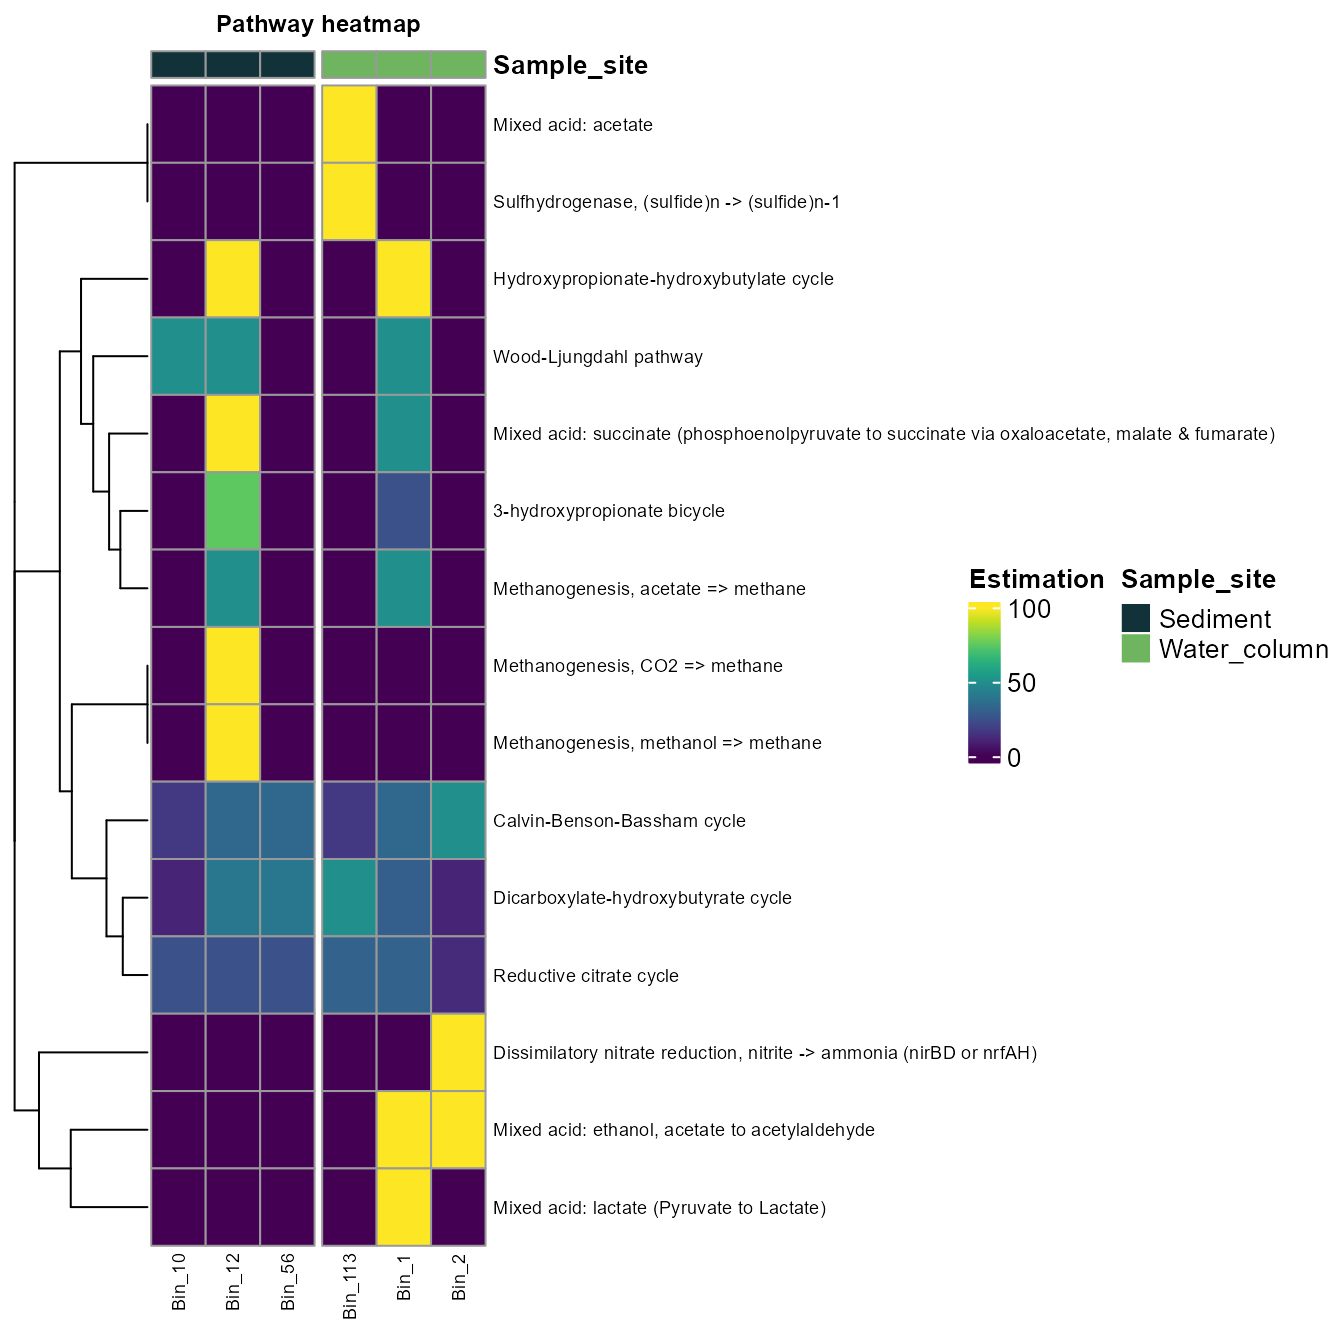 Pathway heatmap
Sample_site
Mixed acid: acetate
Sulfhydrogenase, (sulfide)n -> (sulfide)n-1
Hydroxypropionate-hydroxybutylate cycle
Wood-Ljungdahl pathway
Mixed acid: succinate (phosphoenolpyruvate to succinate via oxaloacetate, malate & fumarate)
3-hydroxypropionate bicycle
Methanogenesis, acetate => methane
Methanogenesis, CO2 => methane
Methanogenesis, methanol => methane
Calvin-Benson-Bassham cycle
Dicarboxylate-hydroxybutyrate cycle
Reductive citrate cycle
Dissimilatory nitrate reduction, nitrite -> ammonia (nirBD or nrfAH)
Mixed acid: ethanol, acetate to acetylaldehyde
Mixed acid: lactate (Pyruvate to Lactate)
Bin_10
Bin_12
Bin_56
Bin_113
Bin_1
Bin_2
Estimation
100
50
0
Sample_site
Sediment
Water_column